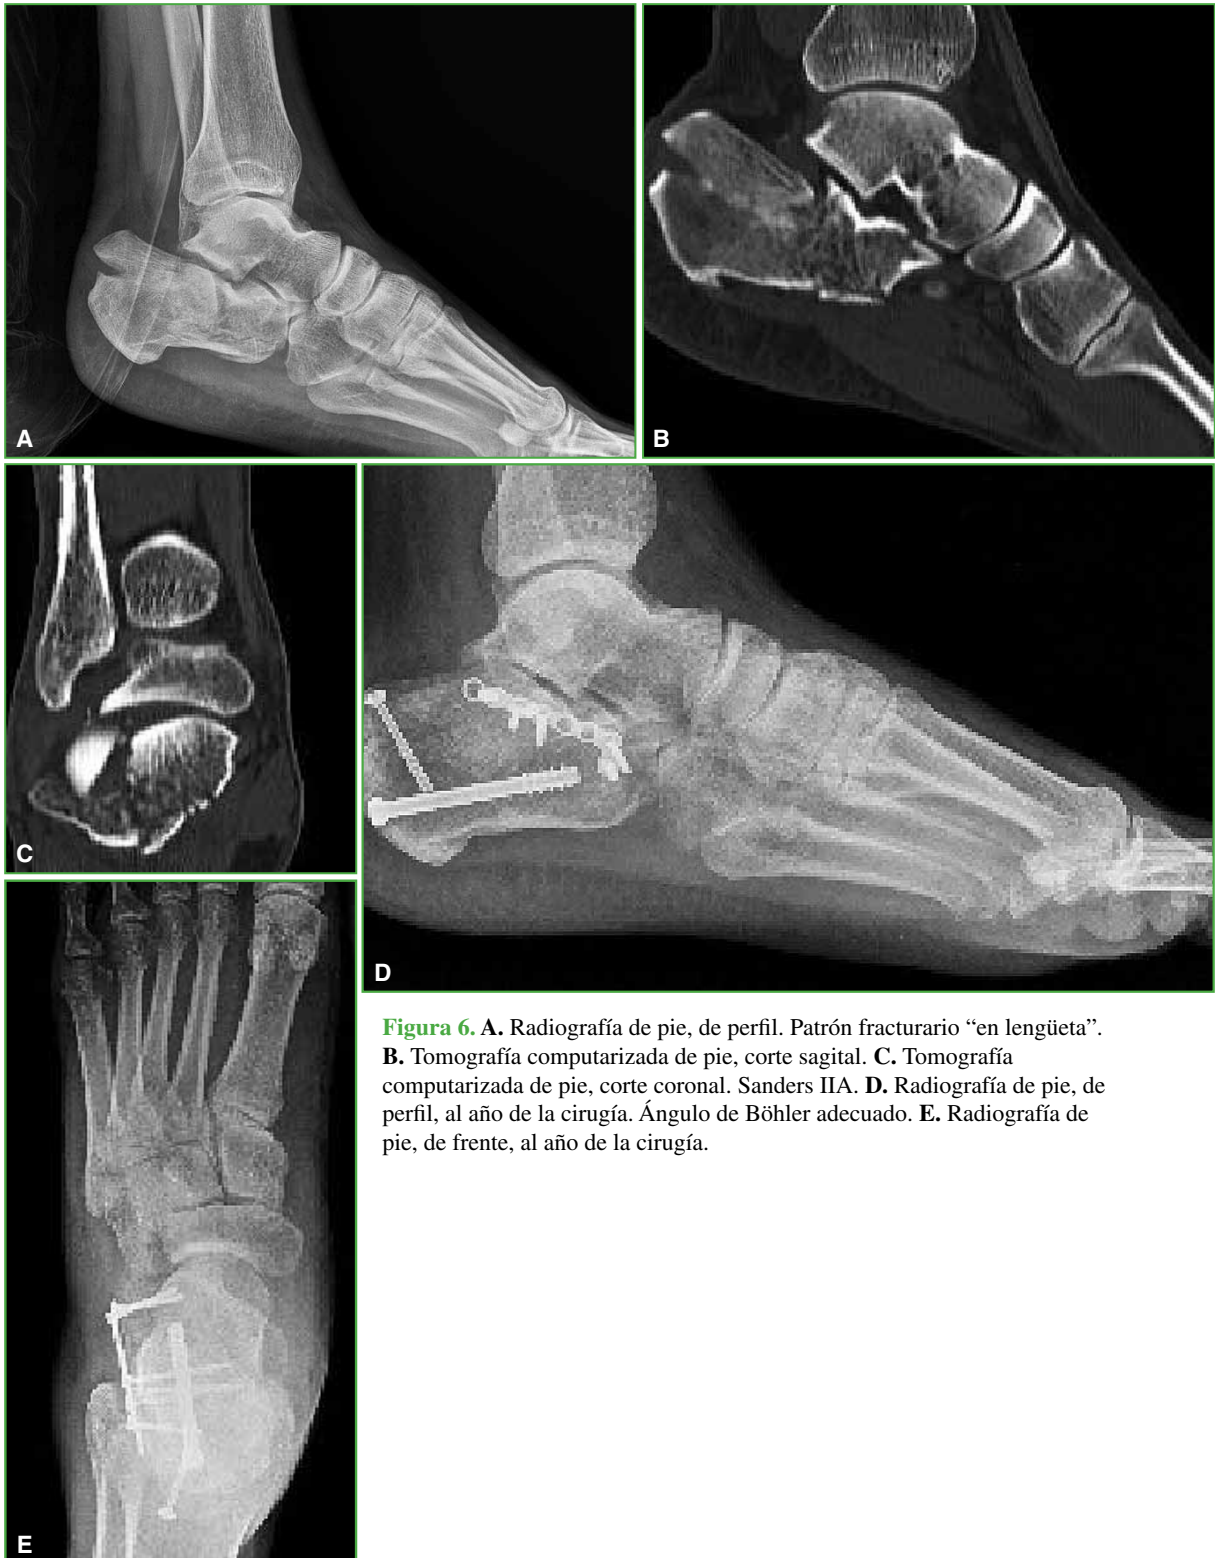 A
B
C
D
E
Figura 6. A. Radiografía de pie, de perfil. Patrón fracturario “en lengüeta”.
B. Tomografía computarizada de pie, corte sagital. C. Tomografía
computarizada de pie, corte coronal. Sanders IIA. D. Radiografía de pie, de
perfil, al año de la cirugía. Ángulo de Böhler adecuado. E. Radiografía de
pie, de frente, al año de la cirugía.